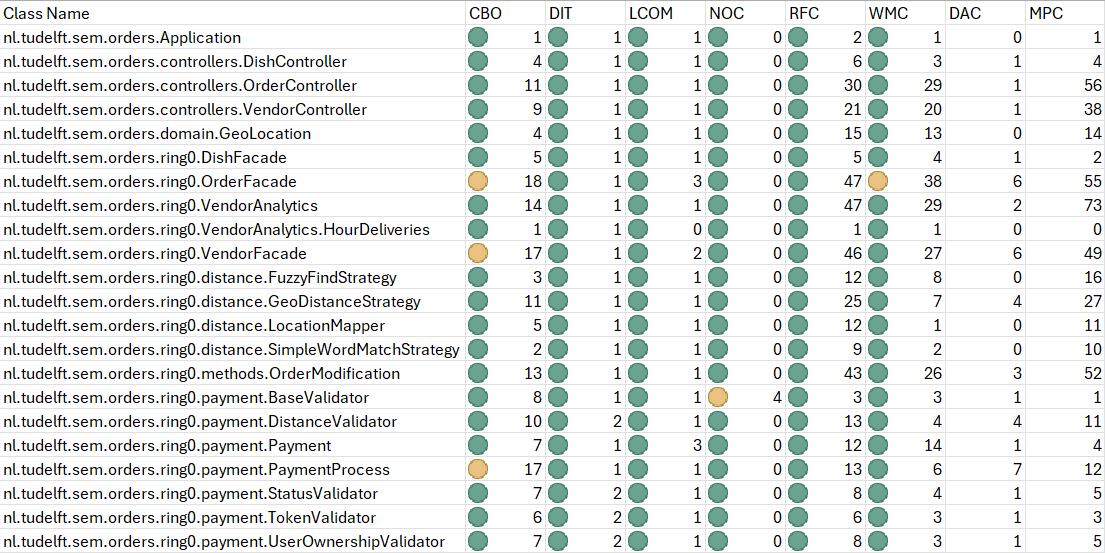 Class Name CBO DIT LCOM NOC RFC WMC DAC MPC
nl.tudelft.sem.orders.Application 1 1 1 0 2 1 0 1
nl.tudelft.sem.orders.controllers.DishController 4 1 1 0 6 3 1 4
nl.tudelft.sem.orders.controllers.OrderController 11 1 1 0 30 29 1 56
nl.tudelft.sem.orders.controllers.VendorController 9 1 1 0 21 20 1 38
nl.tudelft.sem.orders.domain.GeoLocation 4 1 1 0 15 13 0 14
nl.tudelft.sem.orders.ring0.DishFacade 5 1 1 0 5 4 1 2
nl.tudelft.sem.orders.ring0.OrderFacade 18 1 3 0 47 38 6 55
nl.tudelft.sem.orders.ring0.VendorAnalytics 14 1 1 0 47 29 2 73
nl.tudelft.sem.orders.ring0.VendorAnalytics.HourDeliveries 1 1 0 0 1 1 0 0
nl.tudelft.sem.orders.ring0.VendorFacade 17 1 2 0 46 27 6 49
nl.tudelft.sem.orders.ring0.distance.FuzzyFindStrategy 3 1 1 0 12 8 0 16
nl.tudelft.sem.orders.ring0.distance.GeoDistanceStrategy 11 1 1 0 25 7 4 27
nl.tudelft.sem.orders.ring0.distance.LocationMapper 5 1 1 0 12 1 0 11
nl.tudelft.sem.orders.ring0.distance.SimpleWordMatchStrategy 2 1 1 0 9 2 0 10
nl.tudelft.sem.orders.ring0.methods.OrderModification 13 1 1 0 43 26 3 52
nl.tudelft.sem.orders.ring0.payment.BaseValidator 8 1 1 4 3 3 1 1
nl.tudelft.sem.orders.ring0.payment.DistanceValidator 10 2 1 0 13 4 4 11
nl.tudelft.sem.orders.ring0.payment.Payment 7 1 3 0 12 14 1 4
nl.tudelft.sem.orders.ring0.payment.PaymentProcess 17 1 1 0 13 6 7 12
nl.tudelft.sem.orders.ring0.payment.StatusValidator 7 2 1 0 8 4 1 5
nl.tudelft.sem.orders.ring0.payment.TokenValidator 6 2 1 0 6 3 1 3
nl.tudelft.sem.orders.ring0.payment.UserOwnershipValidator 7 2 1 0 8 3 1 5